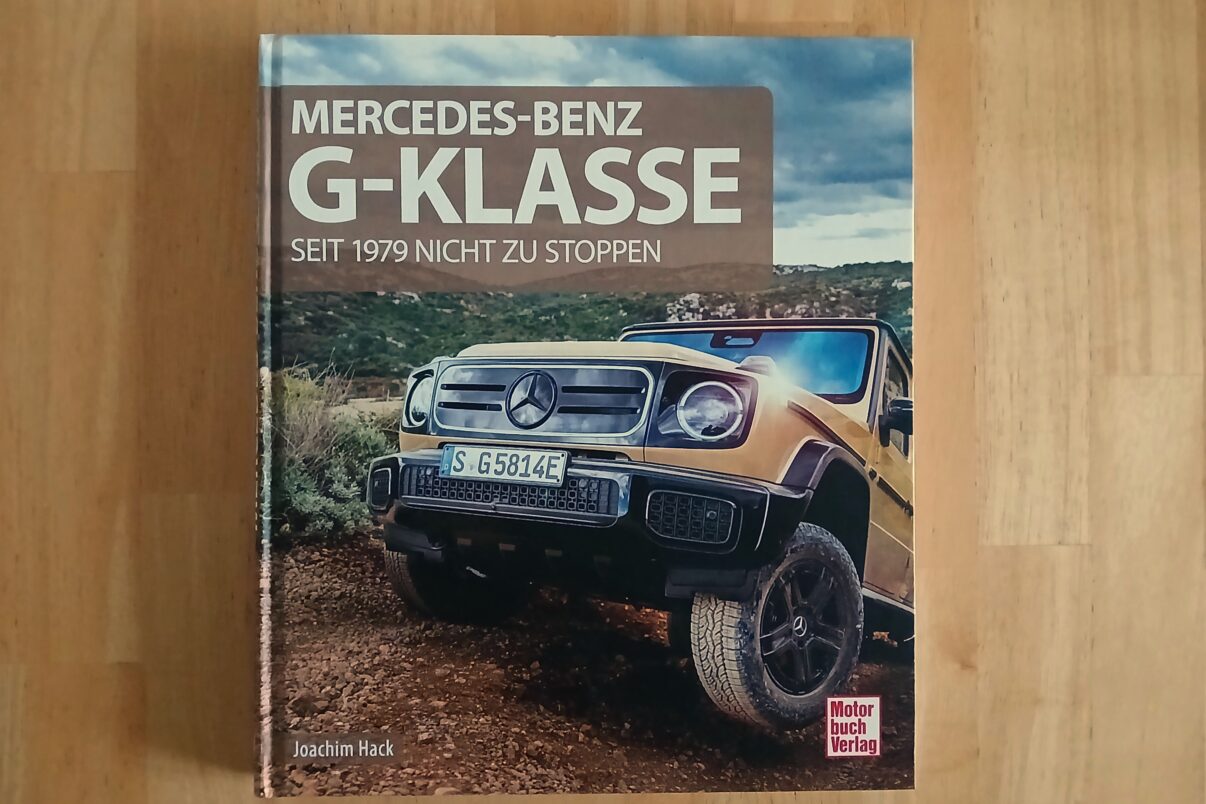 MERCEDES-BENZ
G-KLASSE
SEIT 1979 NICHT ZU STOPPEN
S G5814E
Joachim Hack
Motor
buch
Verlag